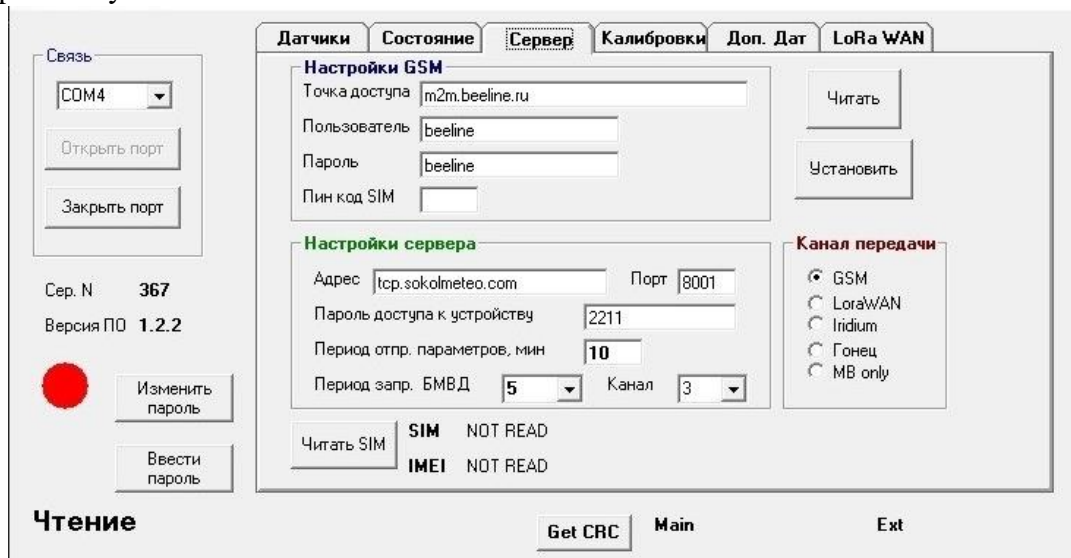 Датчики Состояние Сервер Калибровки Доп. Дат LoRa WAN
Связь
COM4
Открыть порт
Закрыть порт
Сер. N 367
Версия ПО 1.2.2
Изменить
пароль
Ввести
пароль
Настройки GSM
Точка доступа m2m.beeline.ru
Пользователь beeline
Пароль beeline
Пин код SIM
Читать
Установить
Настройки сервера
Адрес tcp.sokolmeteo.com Порт 8001
Пароль доступа к устройству 2211
Период отпр. параметров, мин 10
Период запр. БМВД 5 Канал 3
Канал передачи
GSM
LoraWAN
Iridium
Гонец
MB only
Читать SIM
SIM NOT READ
IMEI NOT READ
Чтение
Get CRC Main Ext